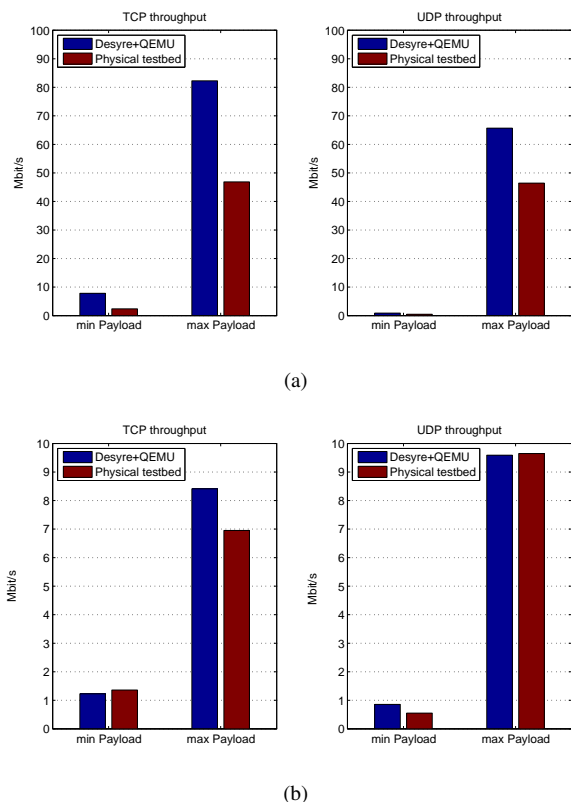 TCP throughput
100
90
80
70
60
50
40
30
20
10
0
Mbit/s
Desyre+QEMU
Physical testbed
min Payload max Payload
UDP throughput
100
90
80
70
60
50
40
30
20
10
0
Mbit/s
Desyre+QEMU
Physical testbed
min Payload max Payload
(a)
TCP throughput
10
9
8
7
6
5
4
3
2
1
0
Mbit/s
Desyre+QEMU
Physical testbed
min Payload max Payload
UDP throughput
10
9
8
7
6
5
4
3
2
1
0
Mbit/s
Desyre+QEMU
Physical testbed
min Payload max Payload
(b)